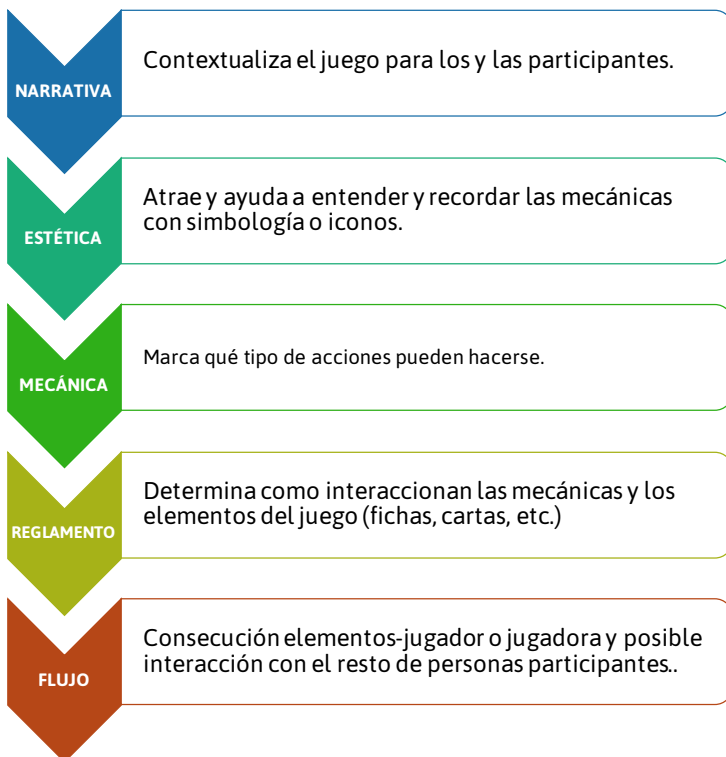 NARRATIVA
Contextualiza el juego para los y las participantes.
ESTÉTICA
Atrae y ayuda a entender y recordar las mecánicas
con simbología o iconos.
MECÁNICA
Marca qué tipo de acciones pueden hacerse.
REGLAMENTO
Determina como interaccionan las mecánicas y los
elementos del juego (fichas, cartas, etc.)
FLUJO
Consecución elementos-jugador o jugadora y posible
interacción con el resto de personas participantes..